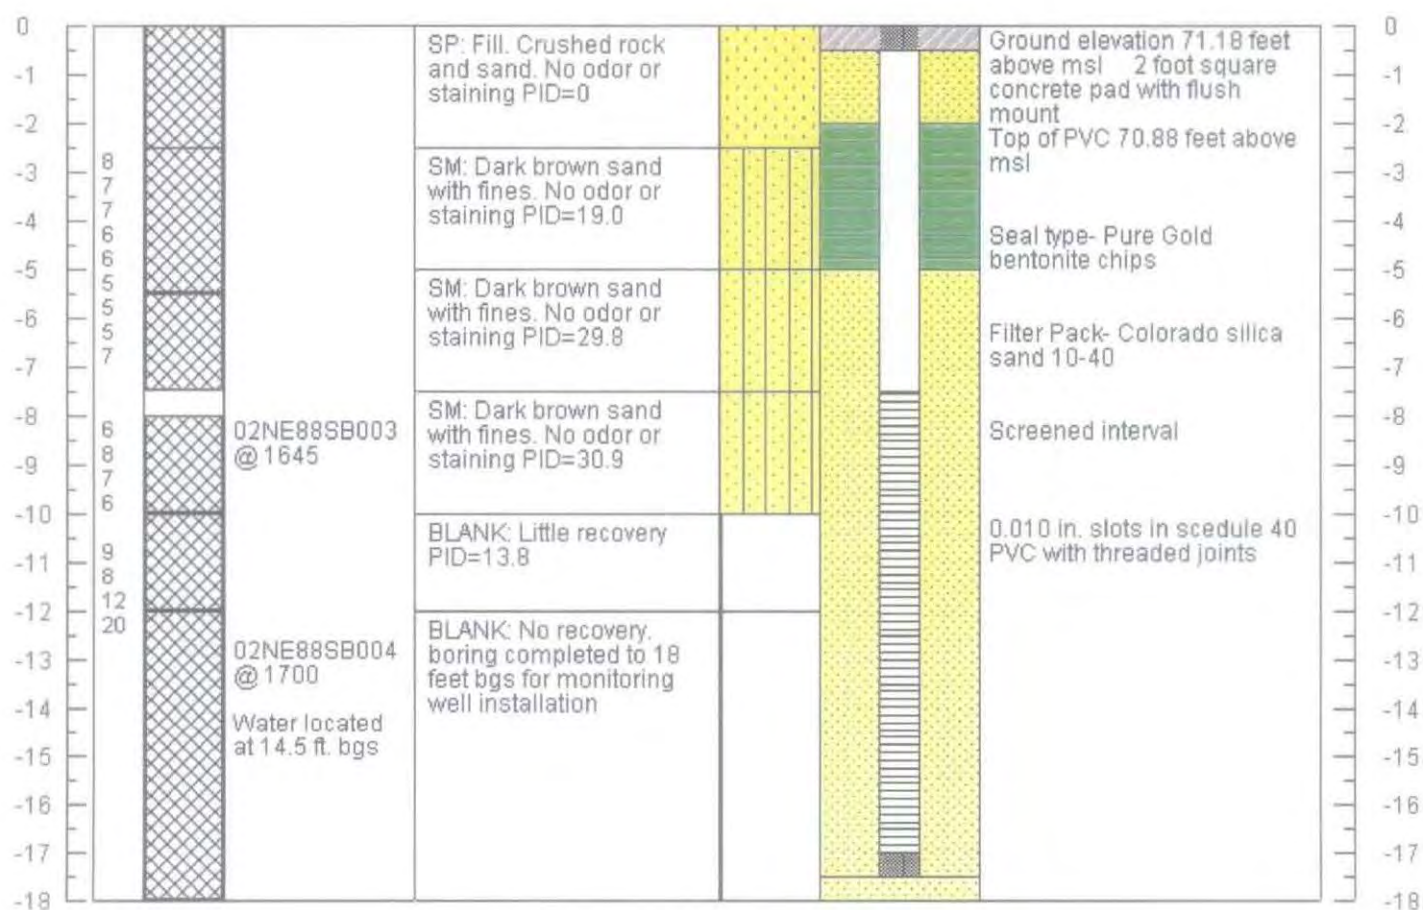 0
-1
-2
-3
-4
-5
-6
-7
-8
-9
-10
-11
-12
-13
-14
-15
-16
-17
-18
8
7
7
6
6
5
5
5
7
6
8
7
6
9
8
12
20
02NE88SB003
@ 1645
02NE88SB004
@ 1700
Water located
at 14.5 ft. bgs
SP: Fill. Crushed rock
and sand. No odor or
staining PID=0
SM: Dark brown sand
with fines. No odor or
staining PID=19.0
SM: Dark brown sand
with fines. No odor or
staining PID=29.8
SM: Dark brown sand
with fines. No odor or
staining PID=30.9
BLANK: Little recovery
PID=13.8
BLANK: No recovery.
boring completed to 18
feet bgs for monitoring
well installation
Ground elevation 71.18 feet
above msl 2 foot square
concrete pad with flush
mount
Top of PVC 70.88 feet above
msl
Seal type- Pure Gold
bentonite chips
Filter Pack- Colorado silica
sand 10-40
Screened interval
0.010 in. slots in scedule 40
PVC with threaded joints
0
-1
-2
-3
-4
-5
-6
-7
-8
-9
-10
-11
-12
-13
-14
-15
-16
-17
-18